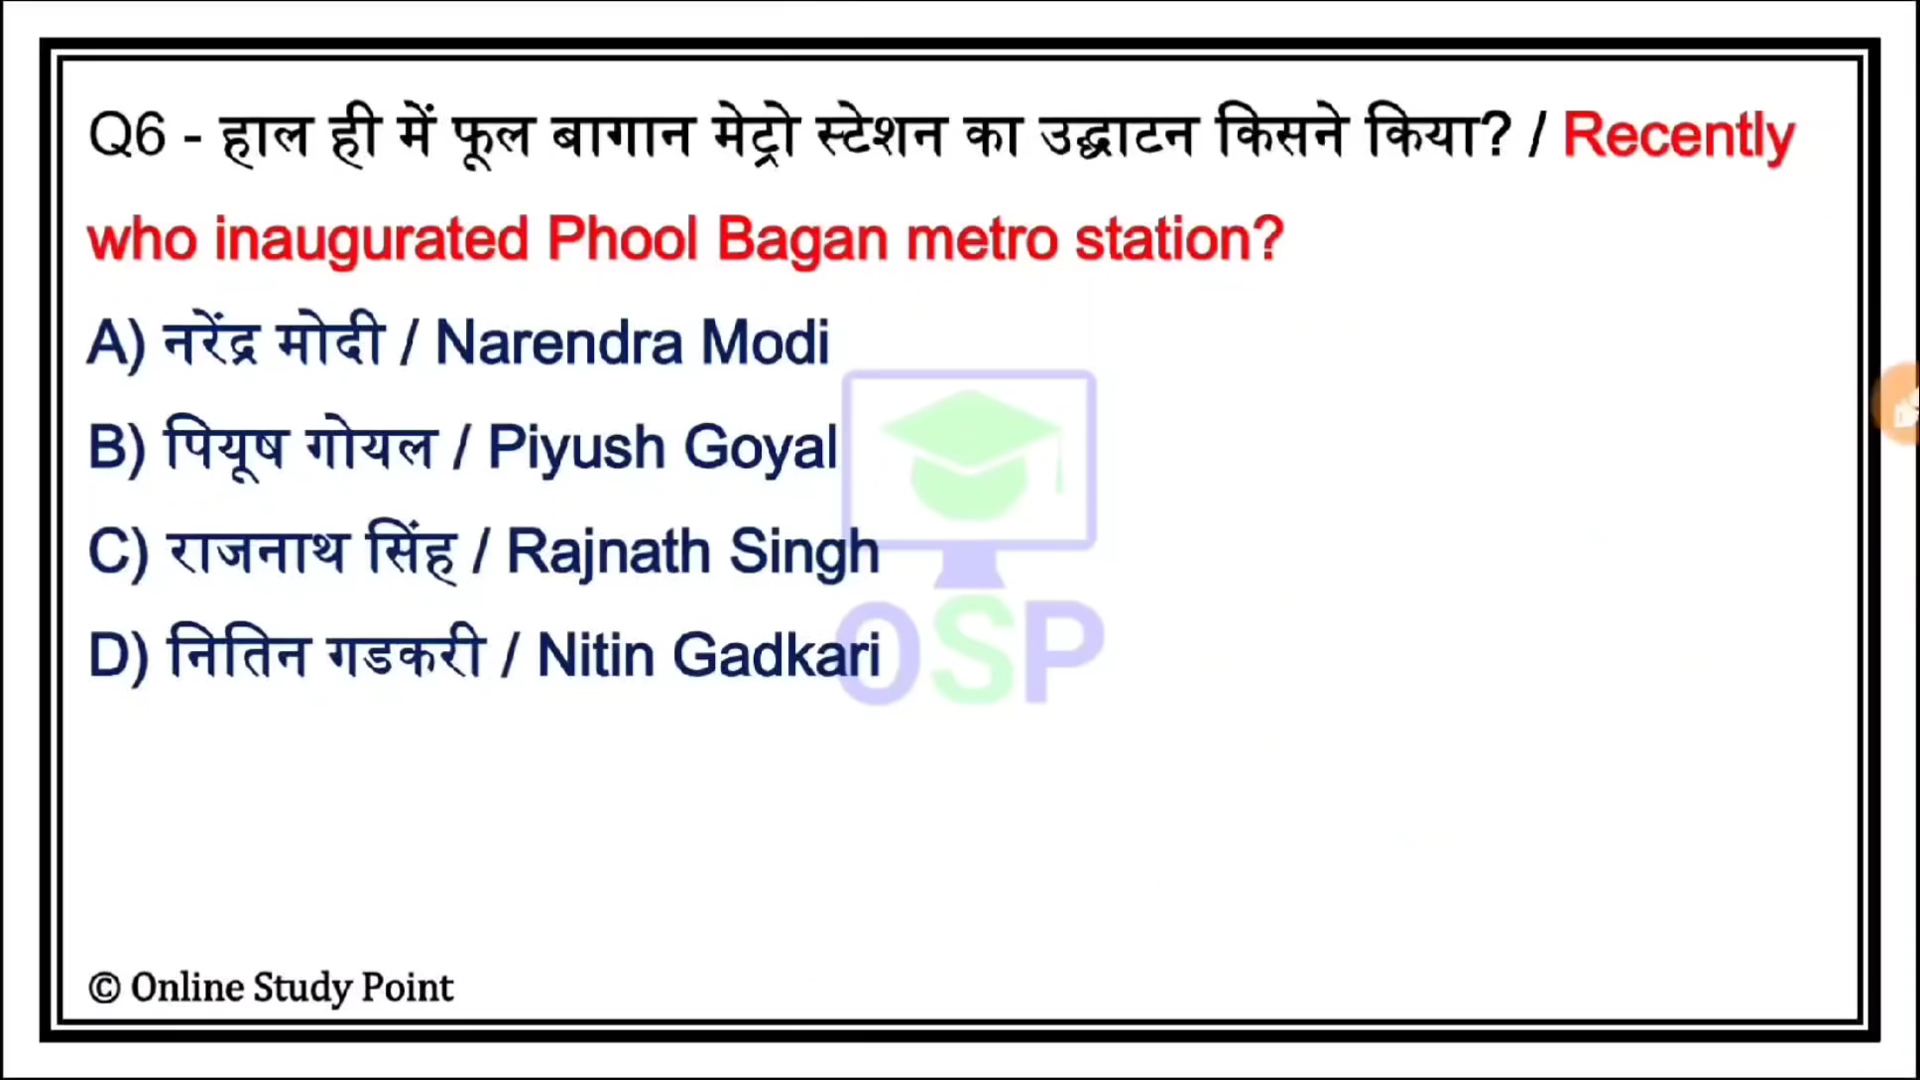 Q6 - हाल ही में फूल बागान मेट्रो स्टेशन का उद्घाटन किसने किया? / Recently
who inaugurated Phool Bagan metro station?
A) नरेंद्र मोदी / Narendra Modi
B) पियूष गोयल / Piyush Goyal
C) राजनाथ सिंह / Rajnath Singh
D) नितिन गडकरी / Nitin Gadkari
OSP
© Online Study Point